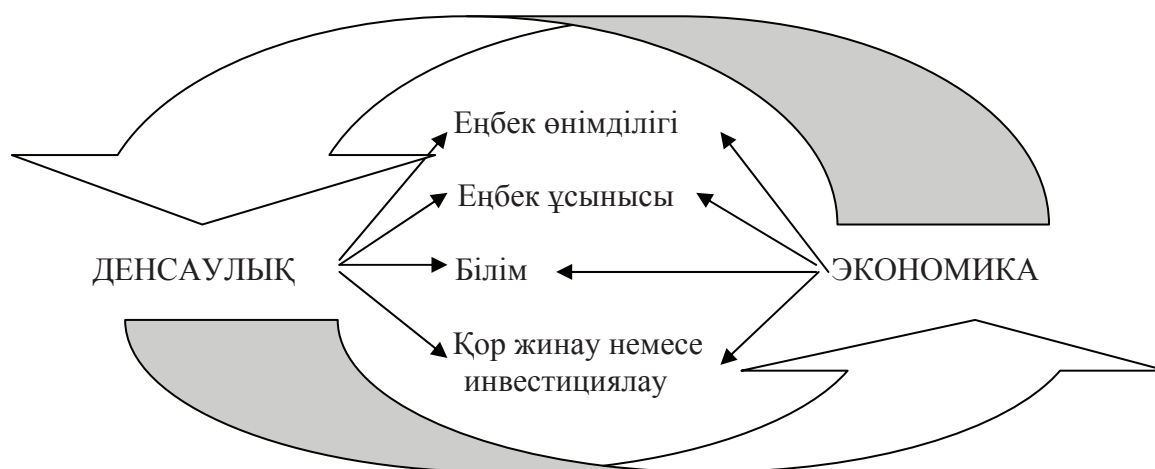 Еңбек өнімділігі
Еңбек ұсынысы
ДЕНСАУЛЫҚ
Білім
ЭКОНОМИКА
Қор жинау немесе
инвестициялау